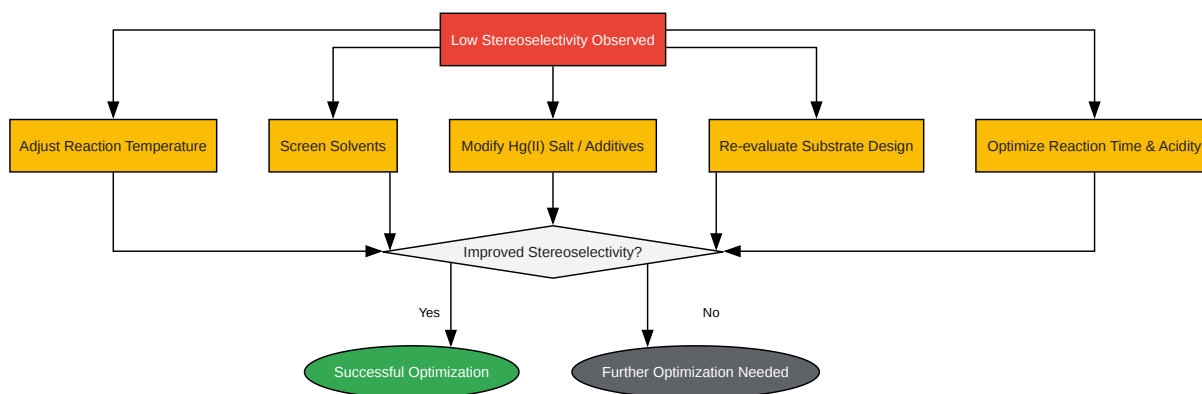 Low Stereoselectivity Observed
Adjust Reaction Temperature
Screen Solvents
Modify Hg(II) Salt / Additives
Re-evaluate Substrate Design
Optimize Reaction Time & Acidity
Improved Stereoselectivity?
Yes
No
Successful Optimization
Further Optimization Needed